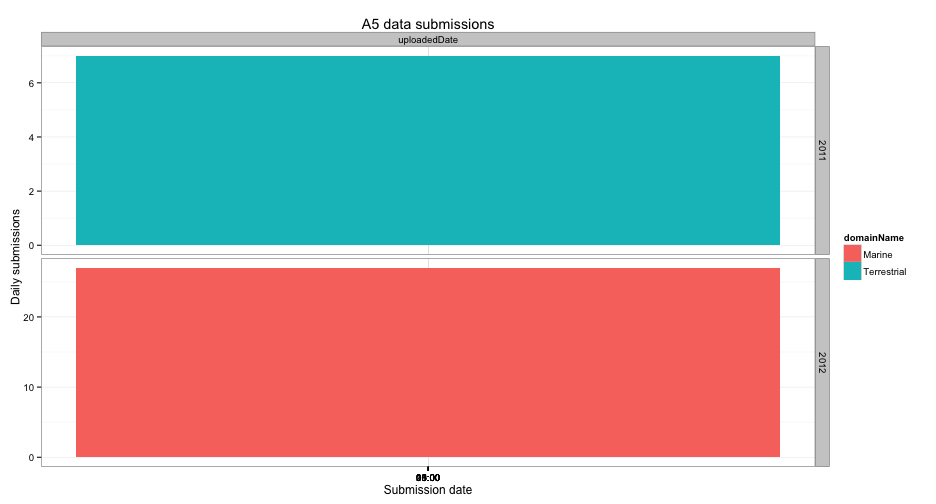 A5 data submissions
uploadedDate
6
4
2
0
2011
20
10
0
2012
Daily submissions
Submission date
domainName
Marine
Terrestrial